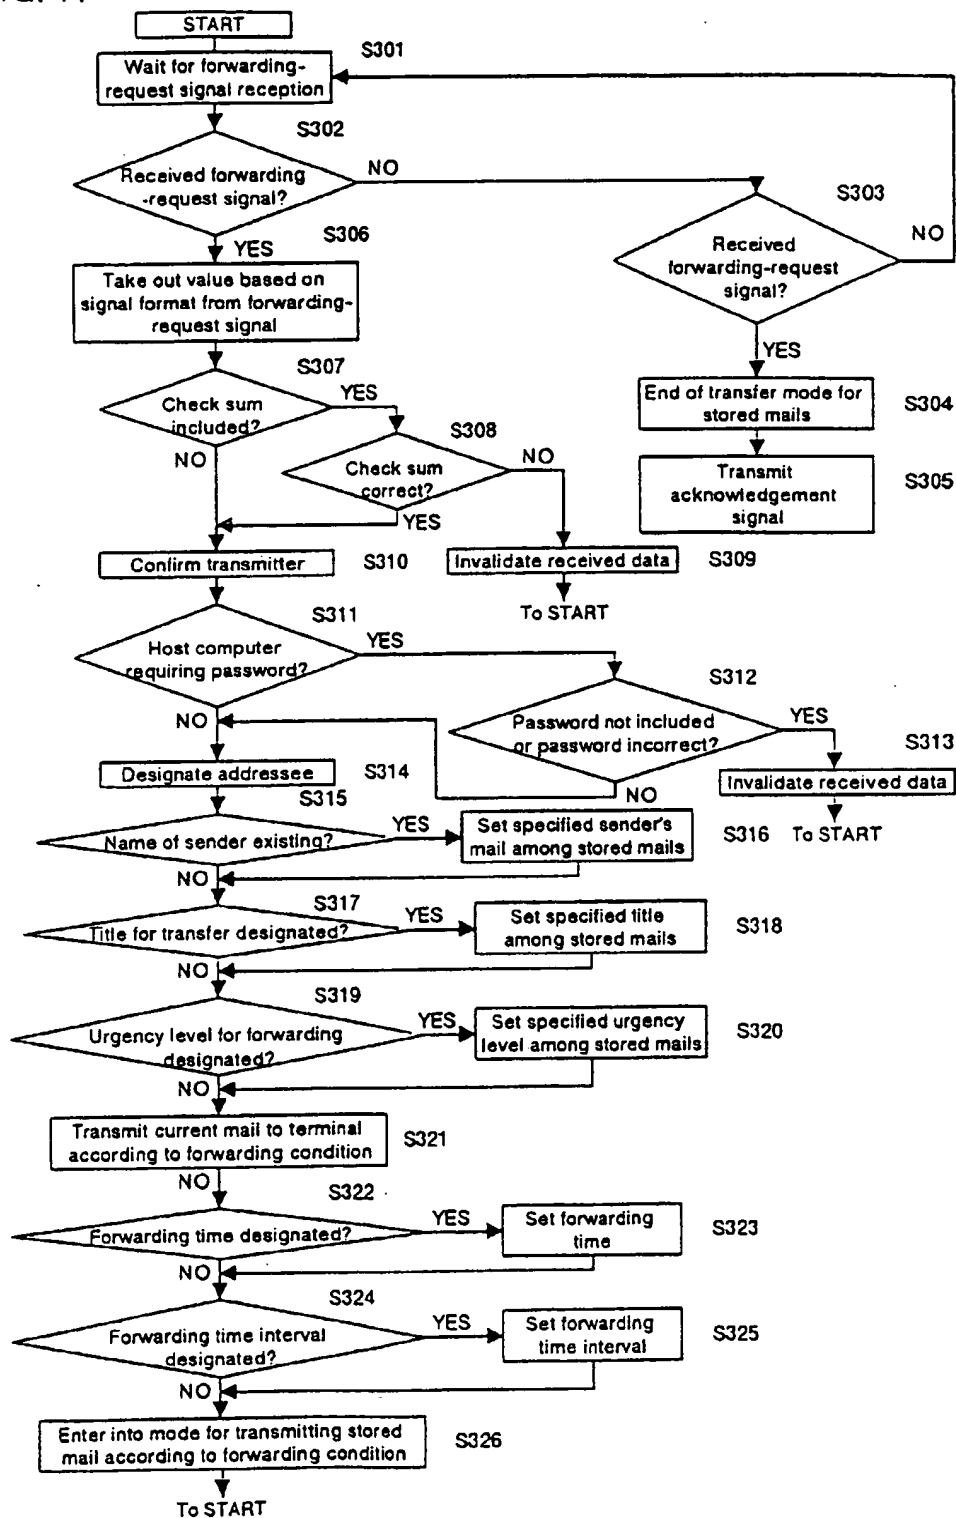 START
S301
Wait for forwarding-
request signal reception
S302
Received forwarding
-request signal?
NO
S303
Received
forwarding-request
signal?
NO
YES
S306
Take out value based on
signal format from forwarding-
request signal
YES
S307
Check sum
included?
YES
NO
End of transfer mode for
stored mails
S304
S308
Check sum
correct?
NO
YES
Transmit
acknowledgement
signal
S305
Confirm transmitter
S310
Invalidate received data
S309
To START
S311
Host computer
requiring password?
YES
NO
S312
Password not included
or password incorrect?
YES
NO
S313
Invalidate received data
To START
Designate addressee
S314
S315
Name of sender existing?
YES
Set specified sender's
mail among stored mails
S316
NO
S317
Title for transfer designated?
YES
Set specified title
among stored mails
S318
NO
S319
Urgency level for forwarding
designated?
YES
Set specified urgency
level among stored mails
S320
NO
Transmit current mail to terminal
according to forwarding condition
S321
NO
S322
Forwarding time designated?
YES
Set forwarding
time
S323
NO
S324
Forwarding time interval
designated?
YES
Set forwarding
time interval
S325
NO
Enter into mode for transmitting stored
mail according to forwarding condition
S326
To START